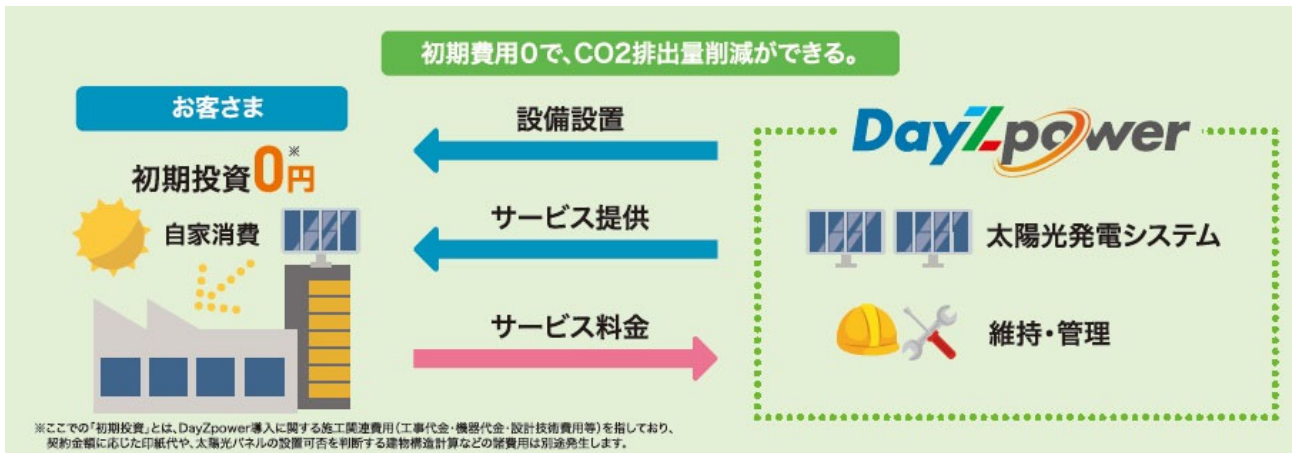 初期費用0で、CO2排出量削減ができる。
お客さま
初期投資0円※
自家消費
設備設置
サービス提供
サービス料金
DayZpower
太陽光発電システム
維持・管理
※ここでの「初期投資」とは、DayZpower導入に関する施工関連費用(工事代金・機器代金・設計技術費用等)を指しており、
契約金額に応じた印紙代や、太陽光パネルの設置可否を判断する建物構造計算などの諸費用は別途発生します。